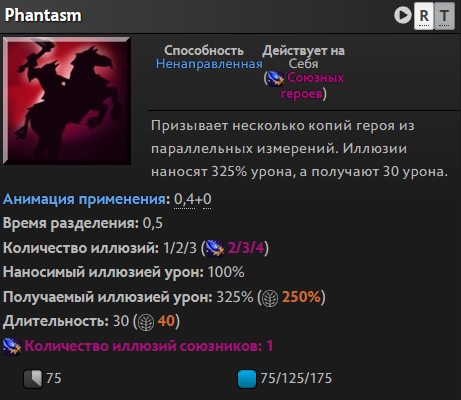 Phantasm
R T
Способность Действует на
Ненаправленная Себя
( Союзных
героев)
Призывает несколько копий героя из
параллельных измерений. Иллюзии
наносят 325% урона, а получают 30 урона.
Анимация применения: 0,4+0
Время разделения: 0,5
Количество иллюзий: 1/2/3 ( 2/3/4)
Наносимый иллюзией урон: 100%
Получаемый иллюзией урон: 325% ( 250%)
Длительность: 30 ( 40)
Количество иллюзий союзников: 1
75 75/125/175